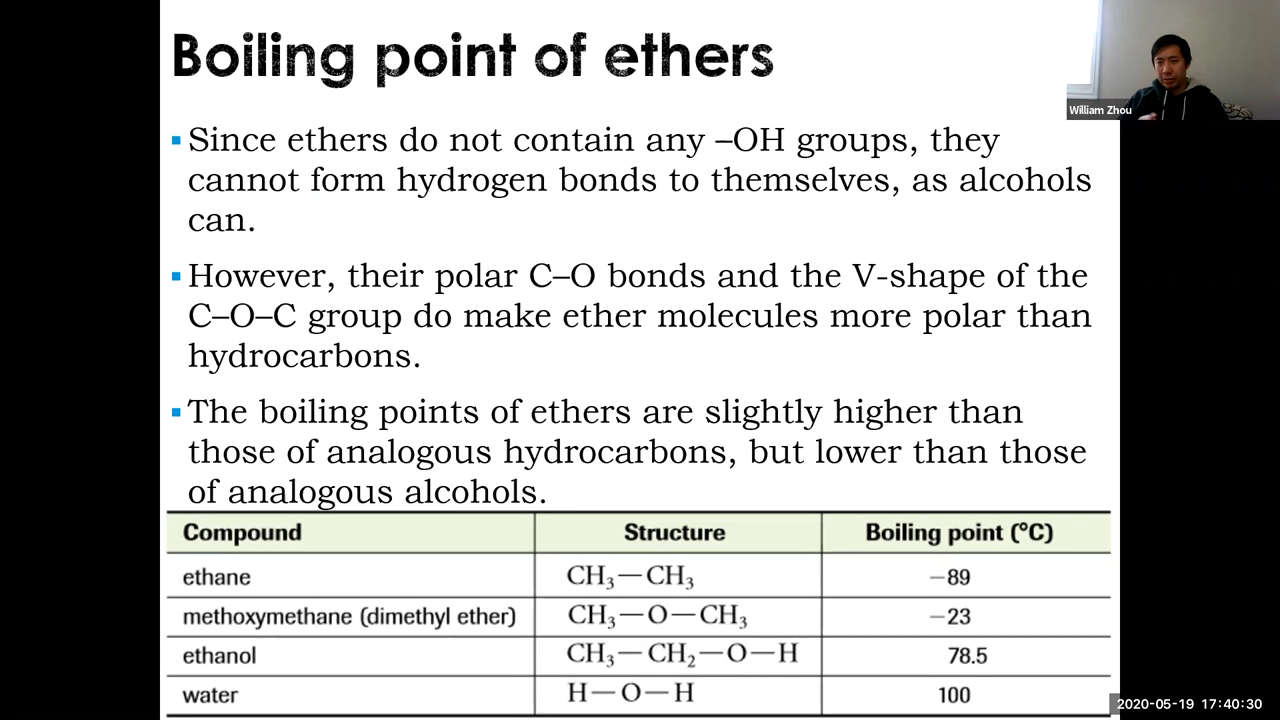 Boiling point of ethers
William Zhou
▪Since ethers do not contain any –OH groups, they
cannot form hydrogen bonds to themselves, as alcohols
can.
▪However, their polar C–O bonds and the V-shape of the
C–O–C group do make ether molecules more polar than
hydrocarbons.
▪The boiling points of ethers are slightly higher than
those of analogous hydrocarbons, but lower than those
of analogous alcohols.
Compound Structure Boiling point (°C)
ethane CH₃—CH₃ −89
methoxymethane (dimethyl ether) CH₃—O—CH₃ −23
ethanol CH₃—CH₂—O—H 78.5
water H—O—H 100
2020-05-19 17:40:30